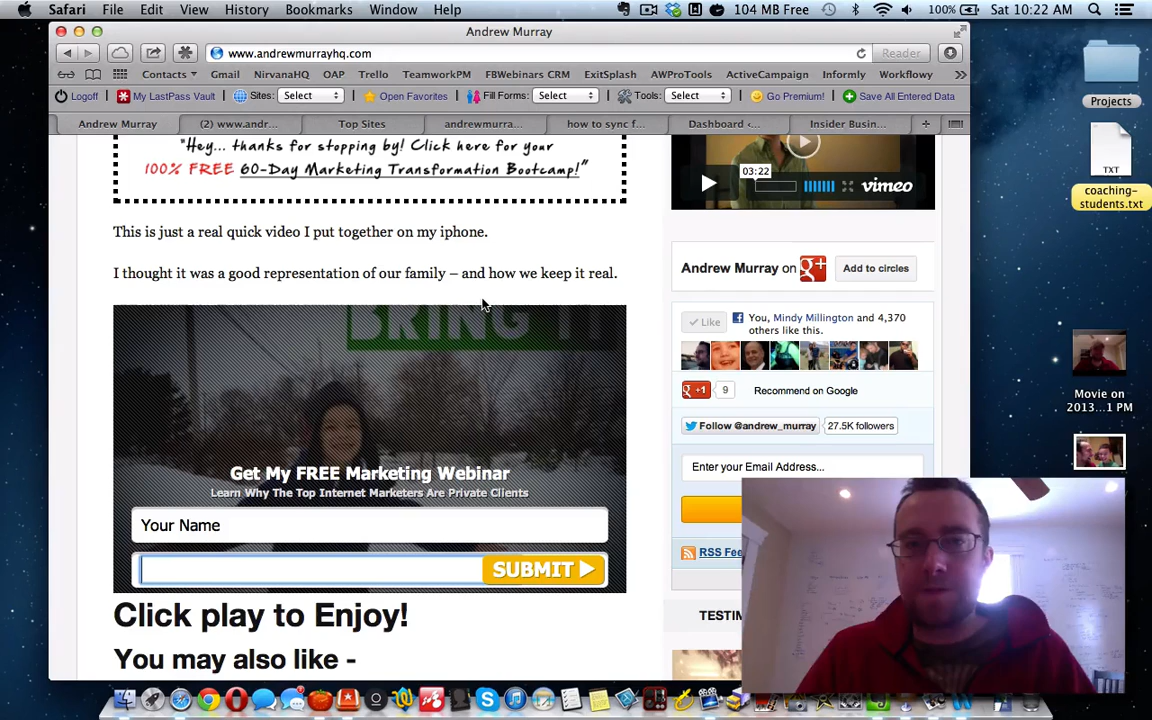 Safari File Edit View History Bookmarks Window Help 104 MB Free 100% Sat 10:22 AM
Andrew Murray
www.andrewmurrayhq.com Reader
Contacts Gmail NirvanaHQ OAP Trello TeamworkPM FBWebinars CRM ExitSplash AWProTools ActiveCampaign Informly Workflowy
Logoff My LastPass Vault Sites: Select Open Favorites Fill Forms: Select Tools: Select Go Premium! Save All Entered Data
Andrew Murray (2) www.andr... Top Sites andrewmurra... how to sync f... Dashboard ‹... Insider Busin...
"Hey... thanks for stopping by! Click here for your
100% FREE 60-Day Marketing Transformation Bootcamp!"
This is just a real quick video I put together on my iphone.
I thought it was a good representation of our family – and how we keep it real.
BRING IT
Get My FREE Marketing Webinar
Learn Why The Top Internet Marketers Are Private Clients
Your Name
SUBMIT
Click play to Enjoy!
You may also like -
03:22
vimeo
Andrew Murray on g+ Add to circles
Like You, Mindy Millington and 4,370
others like this.
g +1 9 Recommend on Google
Follow @andrew_murray 27.5K followers
Enter your Email Address...
RSS Fee
TESTIM
Projects
TXT
coaching-
students.txt
Movie on
2013...1 PM